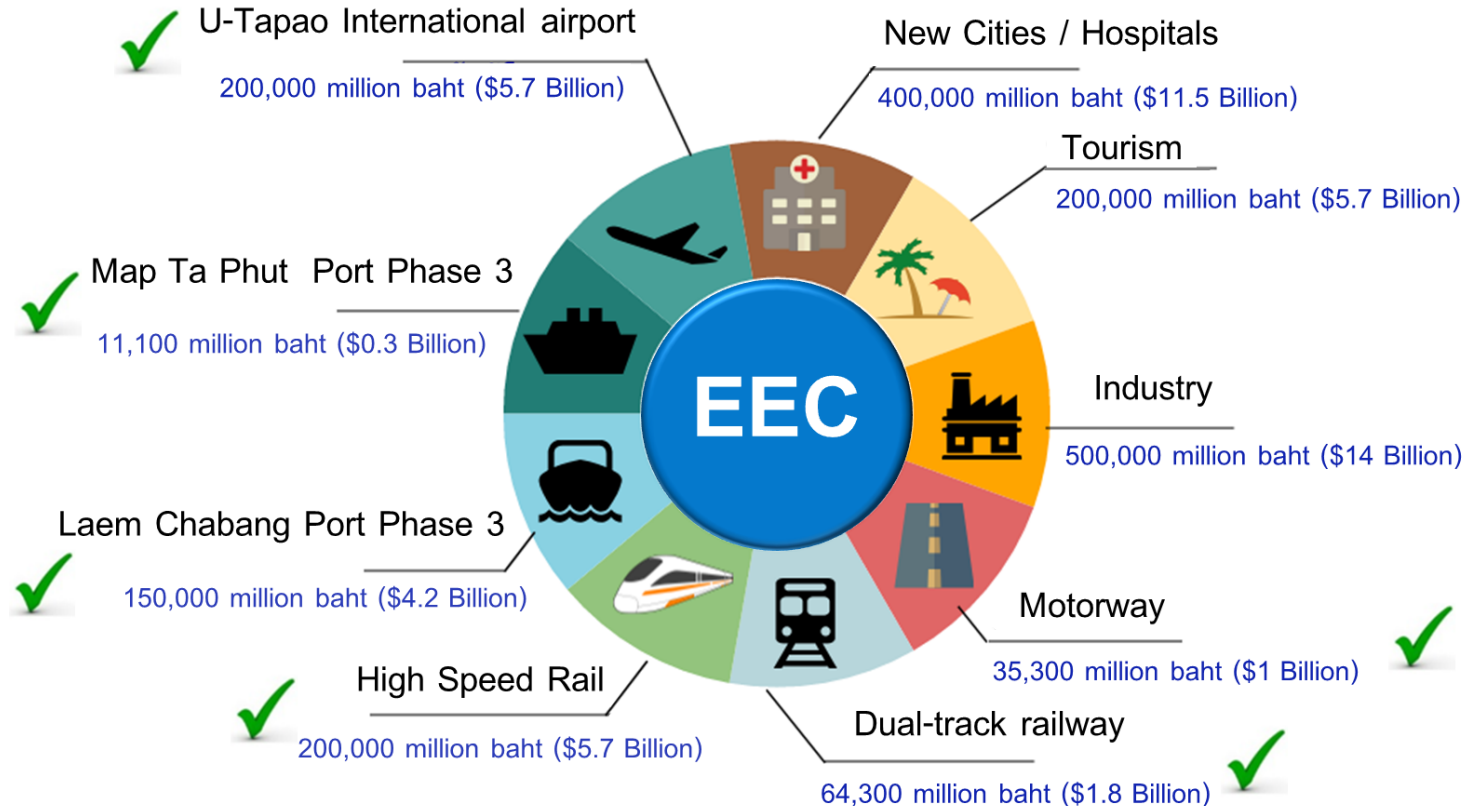 U-Tapao International airport
200,000 million baht ($5.7 Billion)
New Cities / Hospitals
400,000 million baht ($11.5 Billion)
Tourism
200,000 million baht ($5.7 Billion)
Map Ta Phut Port Phase 3
11,100 million baht ($0.3 Billion)
EEC
Industry
500,000 million baht ($14 Billion)
Laem Chabang Port Phase 3
150,000 million baht ($4.2 Billion)
Motorway
35,300 million baht ($1 Billion)
High Speed Rail
200,000 million baht ($5.7 Billion)
Dual-track railway
64,300 million baht ($1.8 Billion)